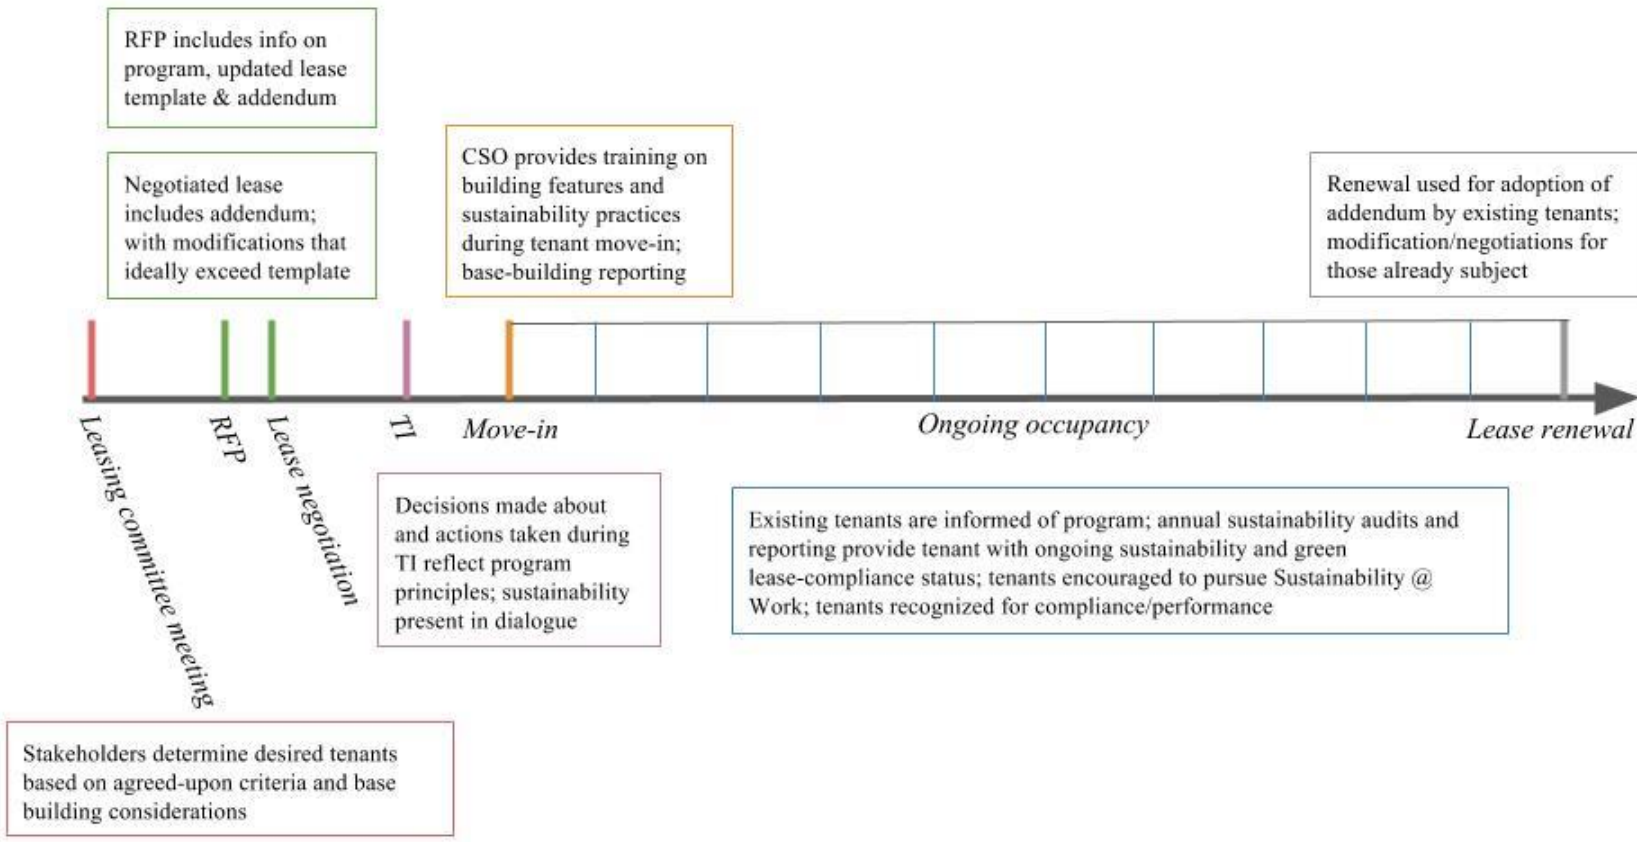 RFP includes info on
program, updated lease
template & addendum
Negotiated lease
includes addendum;
with modifications that
ideally exceed template
CSO provides training on
building features and
sustainability practices
during tenant move-in;
base-building reporting
Renewal used for adoption of
addendum by existing tenants;
modification/negotiations for
those already subject
Leasing committee meeting
RFP
Lease negotiation
TI
Move-in
Ongoing occupancy
Lease renewal
Decisions made about
and actions taken during
TI reflect program
principles; sustainability
present in dialogue
Existing tenants are informed of program; annual sustainability audits and
reporting provide tenant with ongoing sustainability and green
lease-compliance status; tenants encouraged to pursue Sustainability @
Work; tenants recognized for compliance/performance
Stakeholders determine desired tenants
based on agreed-upon criteria and base
building considerations